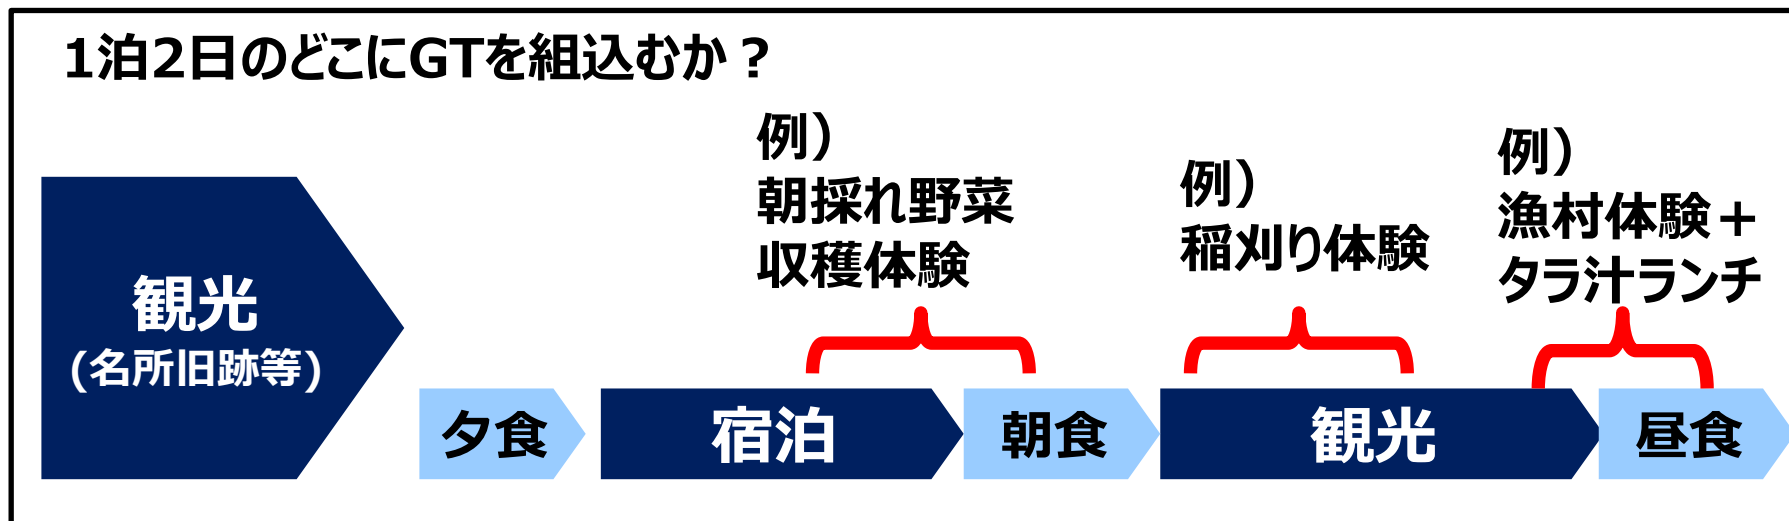 1泊2日のどこにGTを組込むか？
例）
朝採れ野菜
収穫体験
例）
稲刈り体験
例）
漁村体験＋
タラ汁ランチ
観光
(名所旧跡等)
夕食
宿泊
朝食
観光
昼食